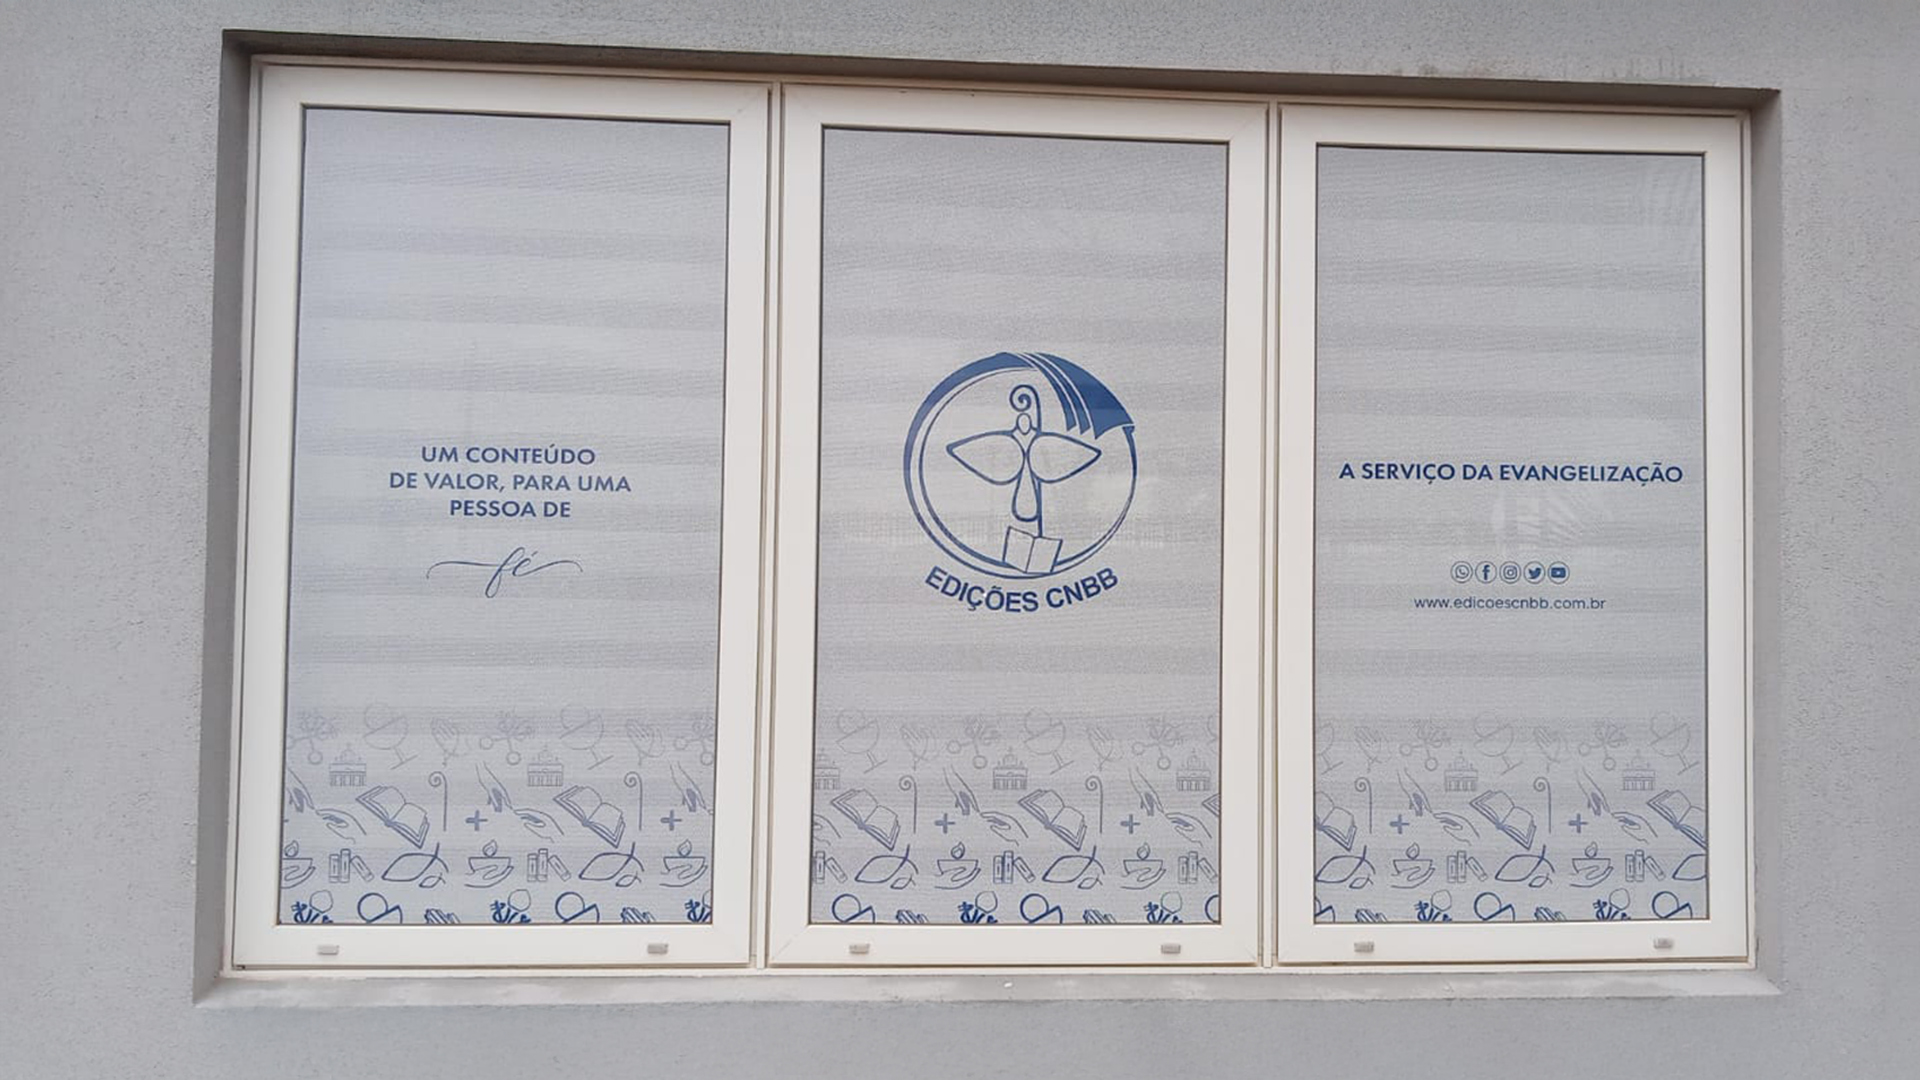 UM CONTEÚDO
DE VALOR, PARA UMA
PESSOA DE
fé
EDIÇÕES CNBB
A SERVIÇO DA EVANGELIZAÇÃO
www.edicoescnbb.com.br